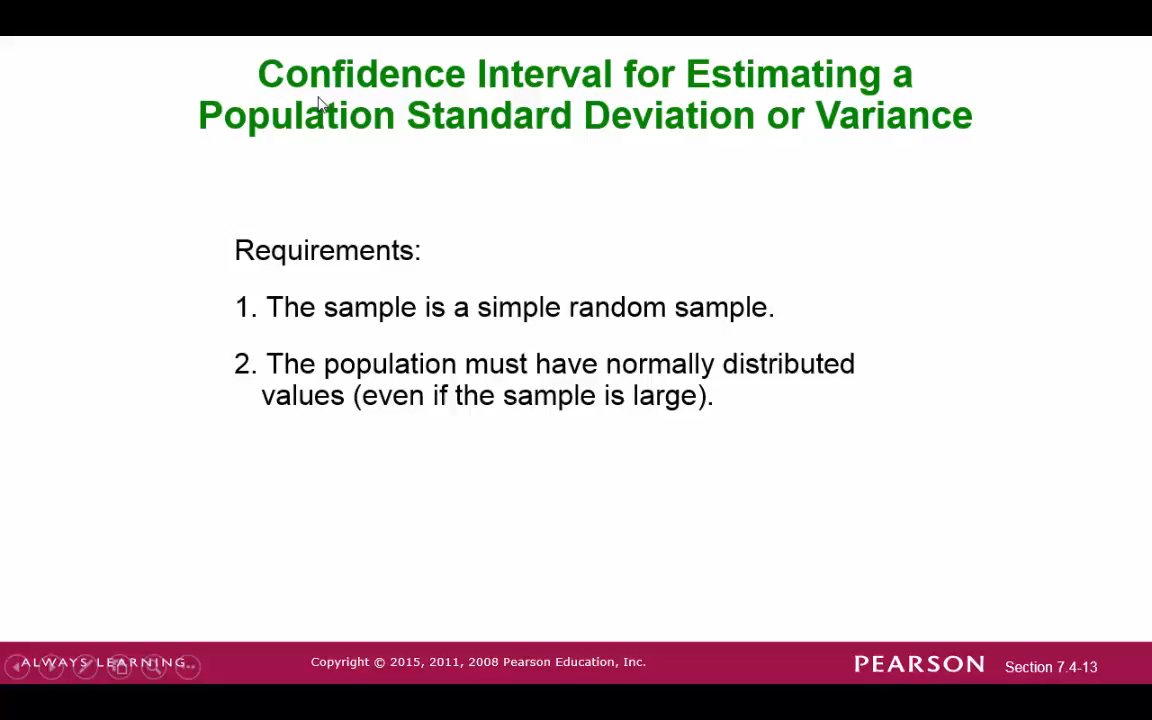 Confidence Interval for Estimating a
Population Standard Deviation or Variance
Requirements:
1. The sample is a simple random sample.
2. The population must have normally distributed
values (even if the sample is large).
ALWAYS LEARNING
Copyright © 2015, 2011, 2008 Pearson Education, Inc.
PEARSON
Section 7.4-13